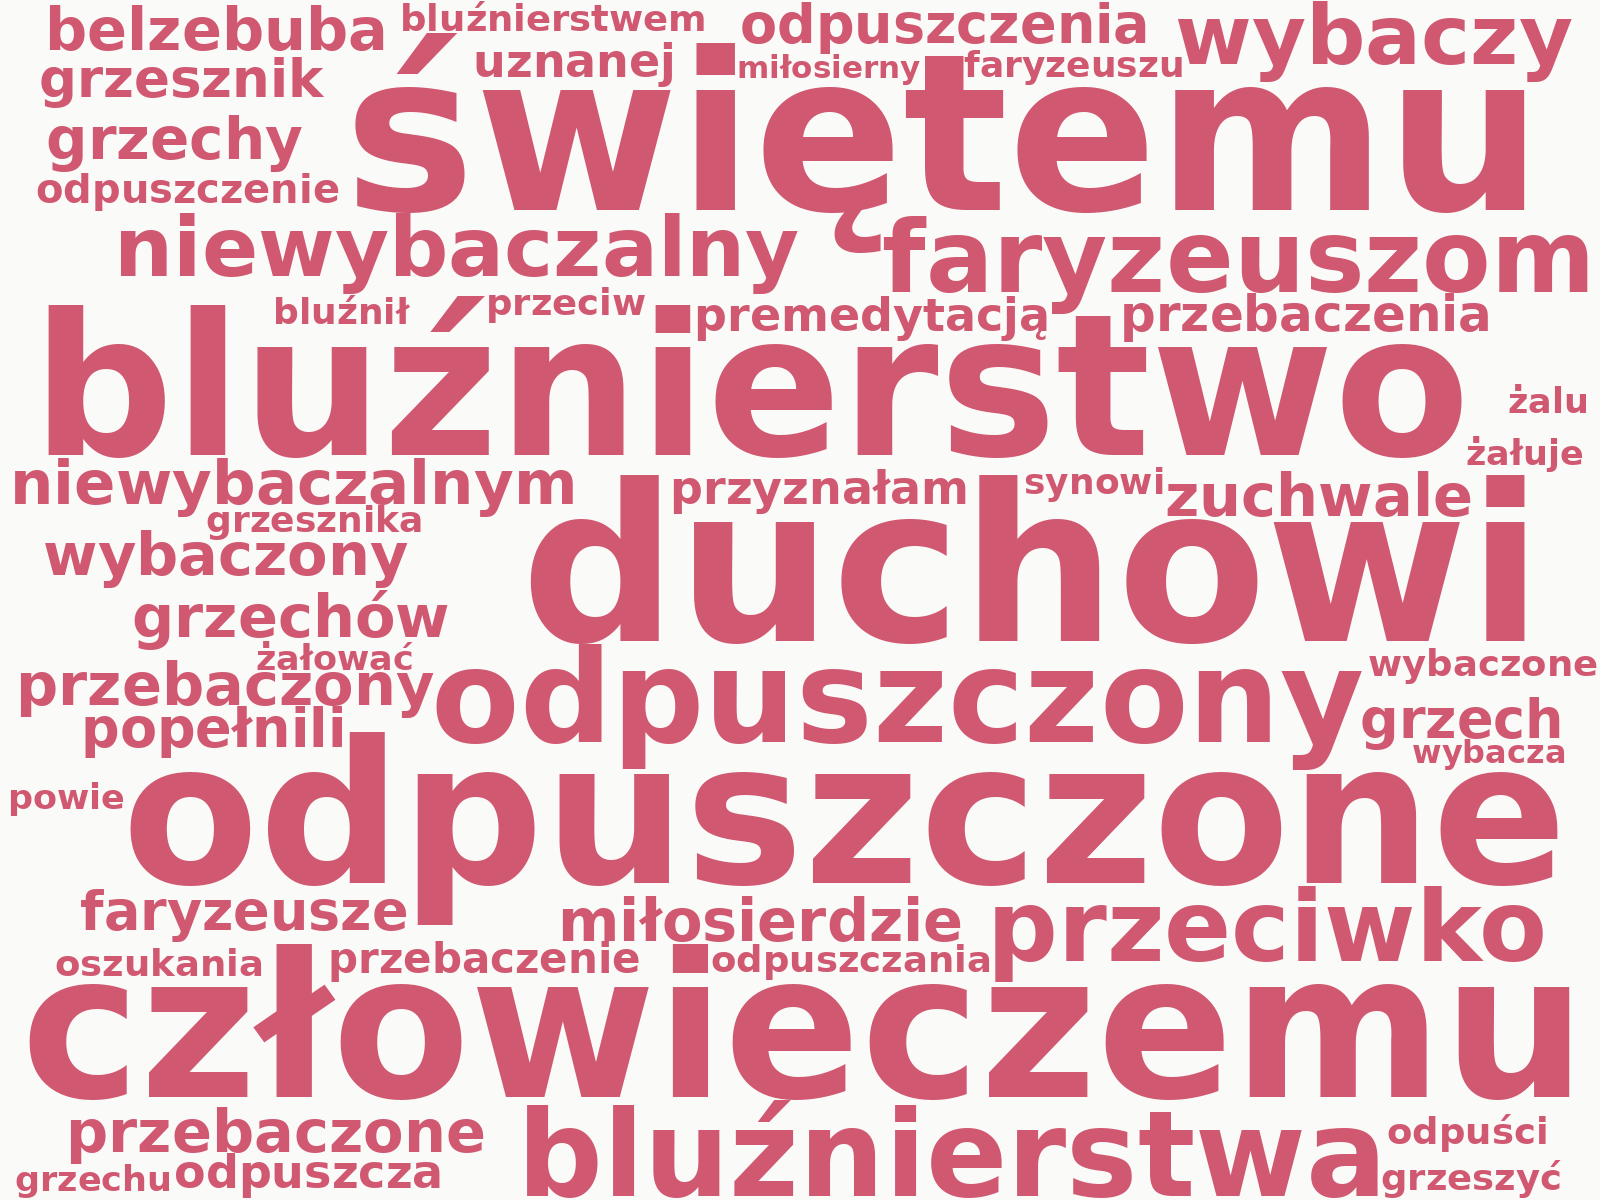 belzebuba
bluźnierstwem
odpuszczenia
wybaczy
grzesznik
uznanej
miłosierny
faryzeuszu
świętemu
grzechy
odpuszczenie
niewybaczalny
faryzeuszom
bluźnił
przeciw
premedytacją
przebaczenia
bluźnierstwo
żalu
żałuje
niewybaczalnym
przyznałam
synowi
zuchwale
grzesznika
wybaczony
duchowi
grzechów
żałować
przebaczony
odpuszczony
wybaczone
popełnili
grzech
wybacza
powie
odpuszczone
faryzeusze
miłosierdzie
przeciwko
oszukania
przebaczenie
odpuszczania
człowieczemu
przebaczone
bluźnierstwa
odpuści
grzechu
odpuszcza
grzeszyć